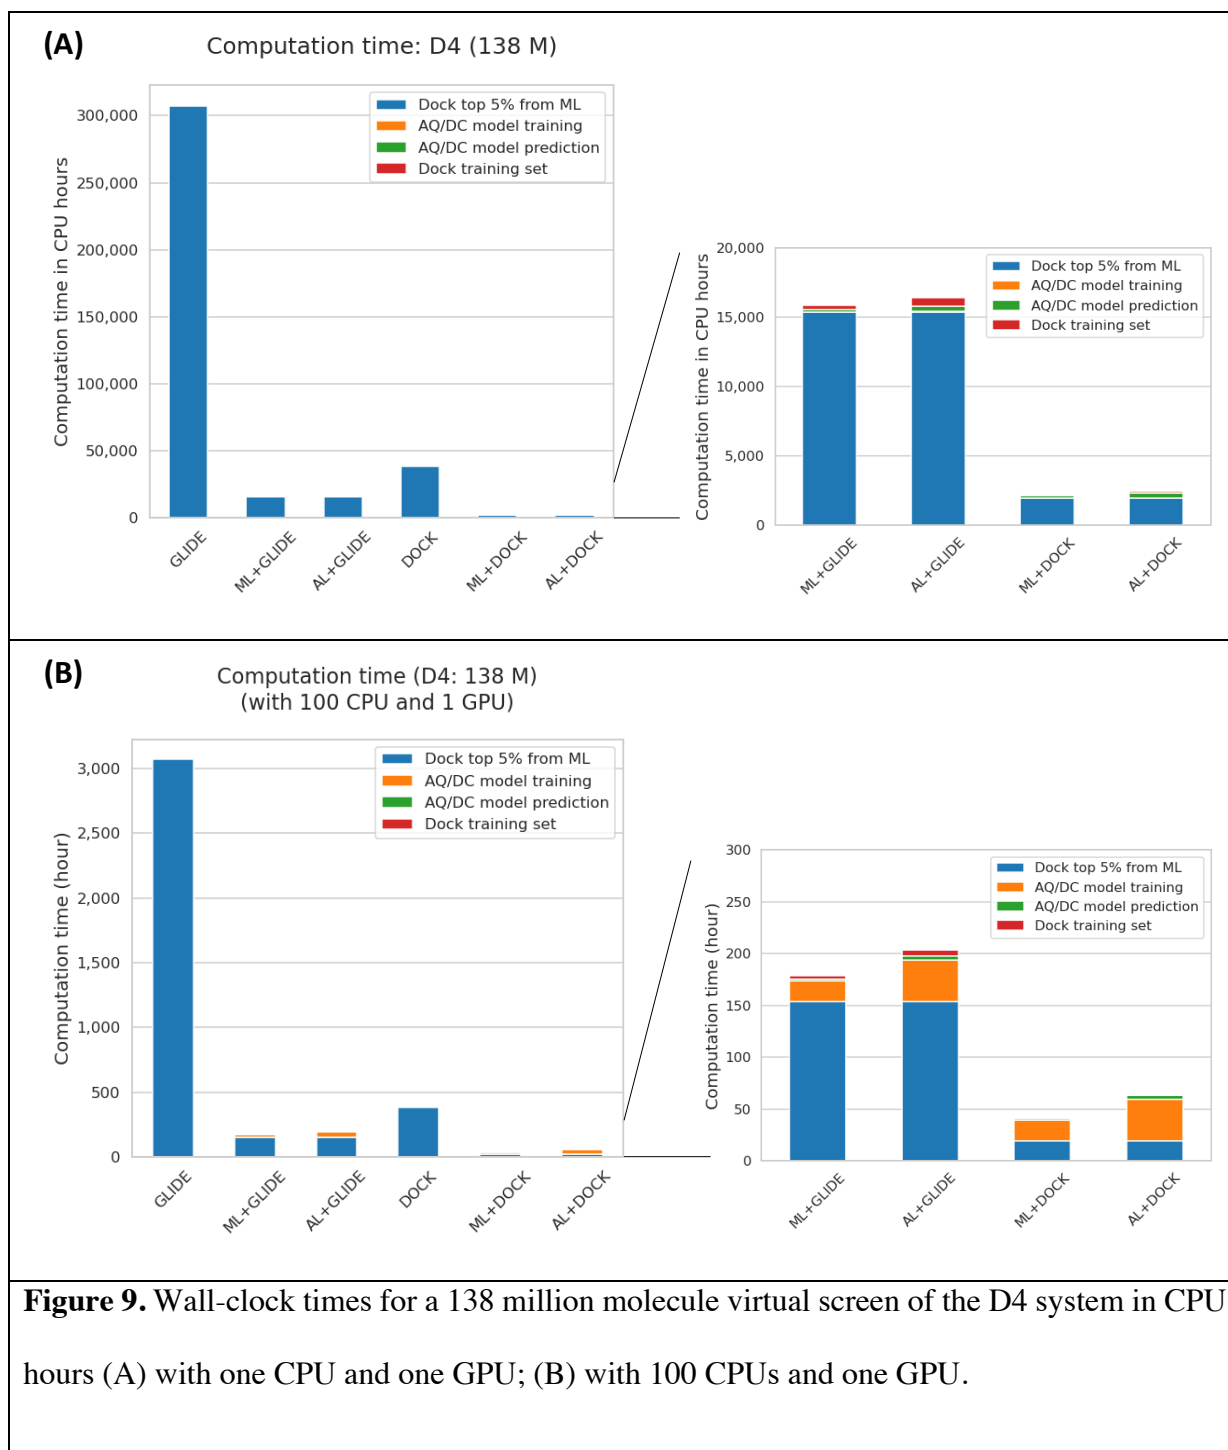 (A)
Computation time: D4 (138 M)
Computation time in CPU hours
300,000
250,000
200,000
150,000
100,000
50,000
0
Dock top 5% from ML
AQ/DC model training
AQ/DC model prediction
Dock training set
GLIDE
ML+GLIDE
AL+GLIDE
DOCK
ML+DOCK
AL+DOCK
Computation time in CPU hours
20,000
15,000
10,000
5,000
0
Dock top 5% from ML
AQ/DC model training
AQ/DC model prediction
Dock training set
ML+GLIDE
AL+GLIDE
ML+DOCK
AL+DOCK
(B)
Computation time (D4: 138 M)
(with 100 CPU and 1 GPU)
Computation time (hour)
3,000
2,500
2,000
1,500
1,000
500
0
Dock top 5% from ML
AQ/DC model training
AQ/DC model prediction
Dock training set
GLIDE
ML+GLIDE
AL+GLIDE
DOCK
ML+DOCK
AL+DOCK
Computation time (hour)
300
250
200
150
100
50
0
Dock top 5% from ML
AQ/DC model training
AQ/DC model prediction
Dock training set
ML+GLIDE
AL+GLIDE
ML+DOCK
AL+DOCK
Figure 9. Wall-clock times for a 138 million molecule virtual screen of the D4 system in CPU
hours (A) with one CPU and one GPU; (B) with 100 CPUs and one GPU.